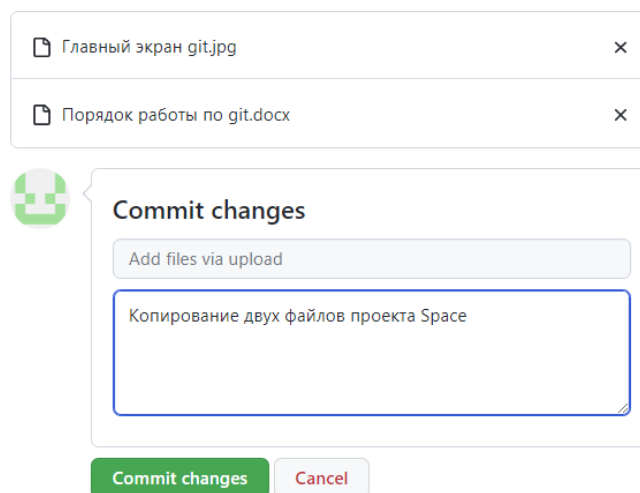 Главный экран git.jpg
Порядок работы по git.docx
Commit changes
Add files via upload
Копирование двух файлов проекта Space
Commit changes
Cancel